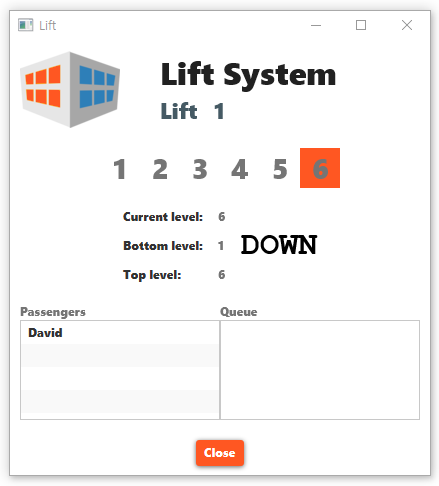 Lift
Lift System
Lift 1
1 2 3 4 5 6
Current level: 6
Bottom level: 1
DOWN
Top level: 6
Passengers Queue
David
Close